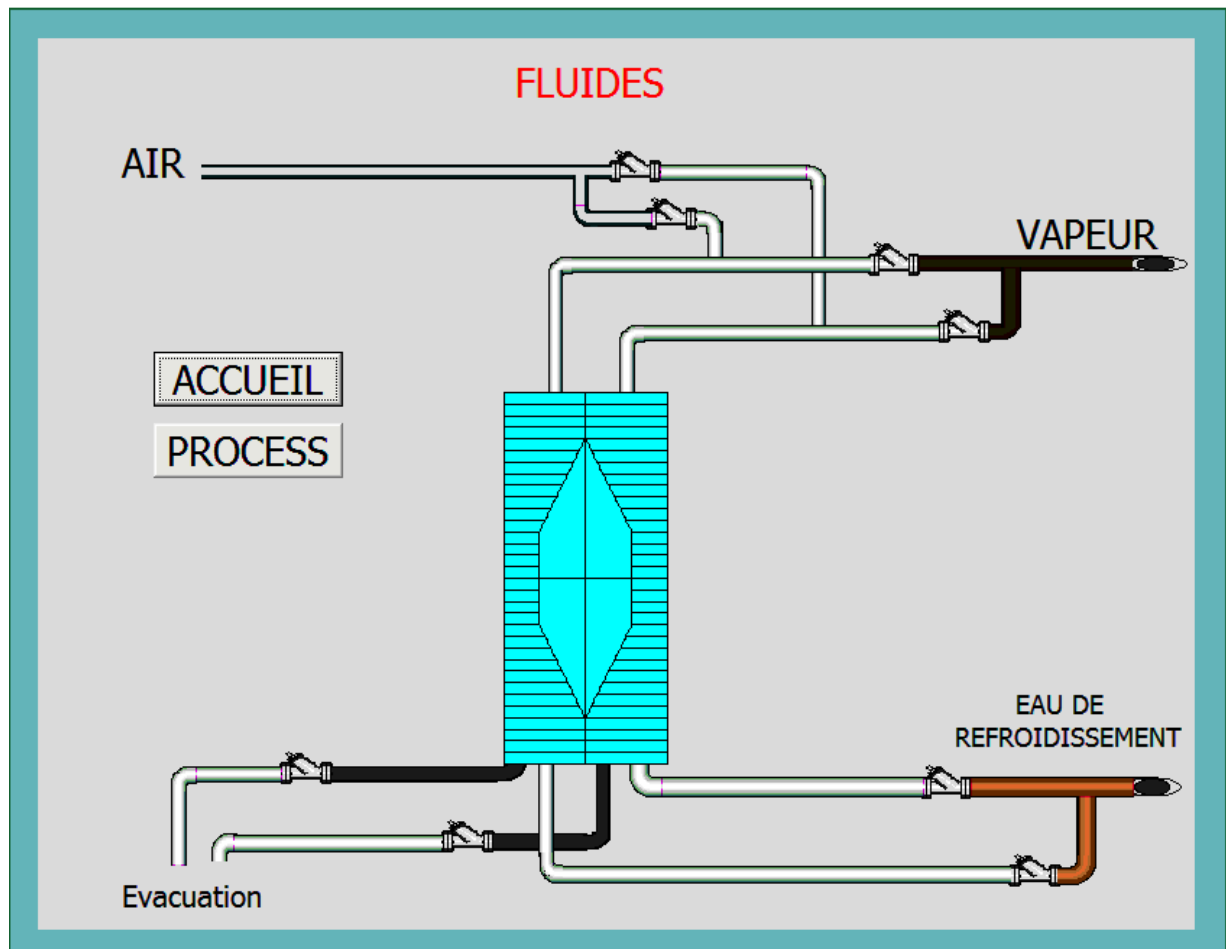 FLUIDES
AIR
VAPEUR
ACCUEIL
PROCESS
EAU DE
REFROIDISSEMENT
Evacuation